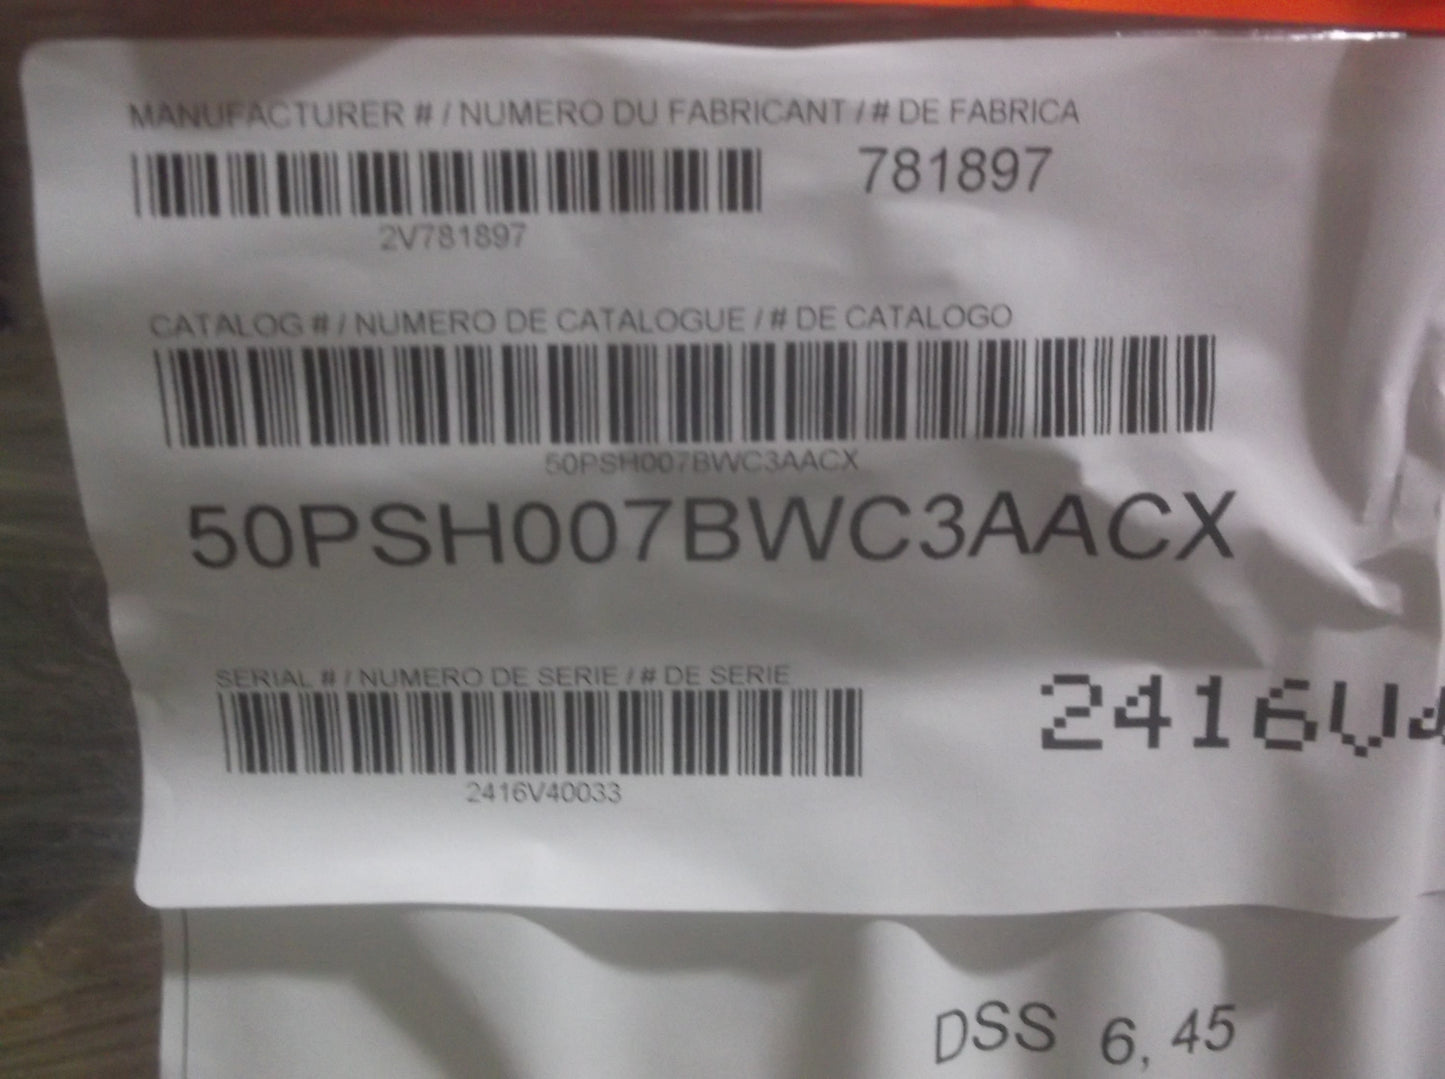 MANUFACTURER # / NUMERO DU FABRICANT / # DE FABRICA
781897
2V781897
CATALOG # / NUMERO DE CATALOGUE / # DE CATALOGO
50PSH007BWC3AACX
50PSH007BWC3AACX
SERIAL # / NUMERO DE SERIE / # DE SERIE
2416V4
2416V40033
DSS 6, 45